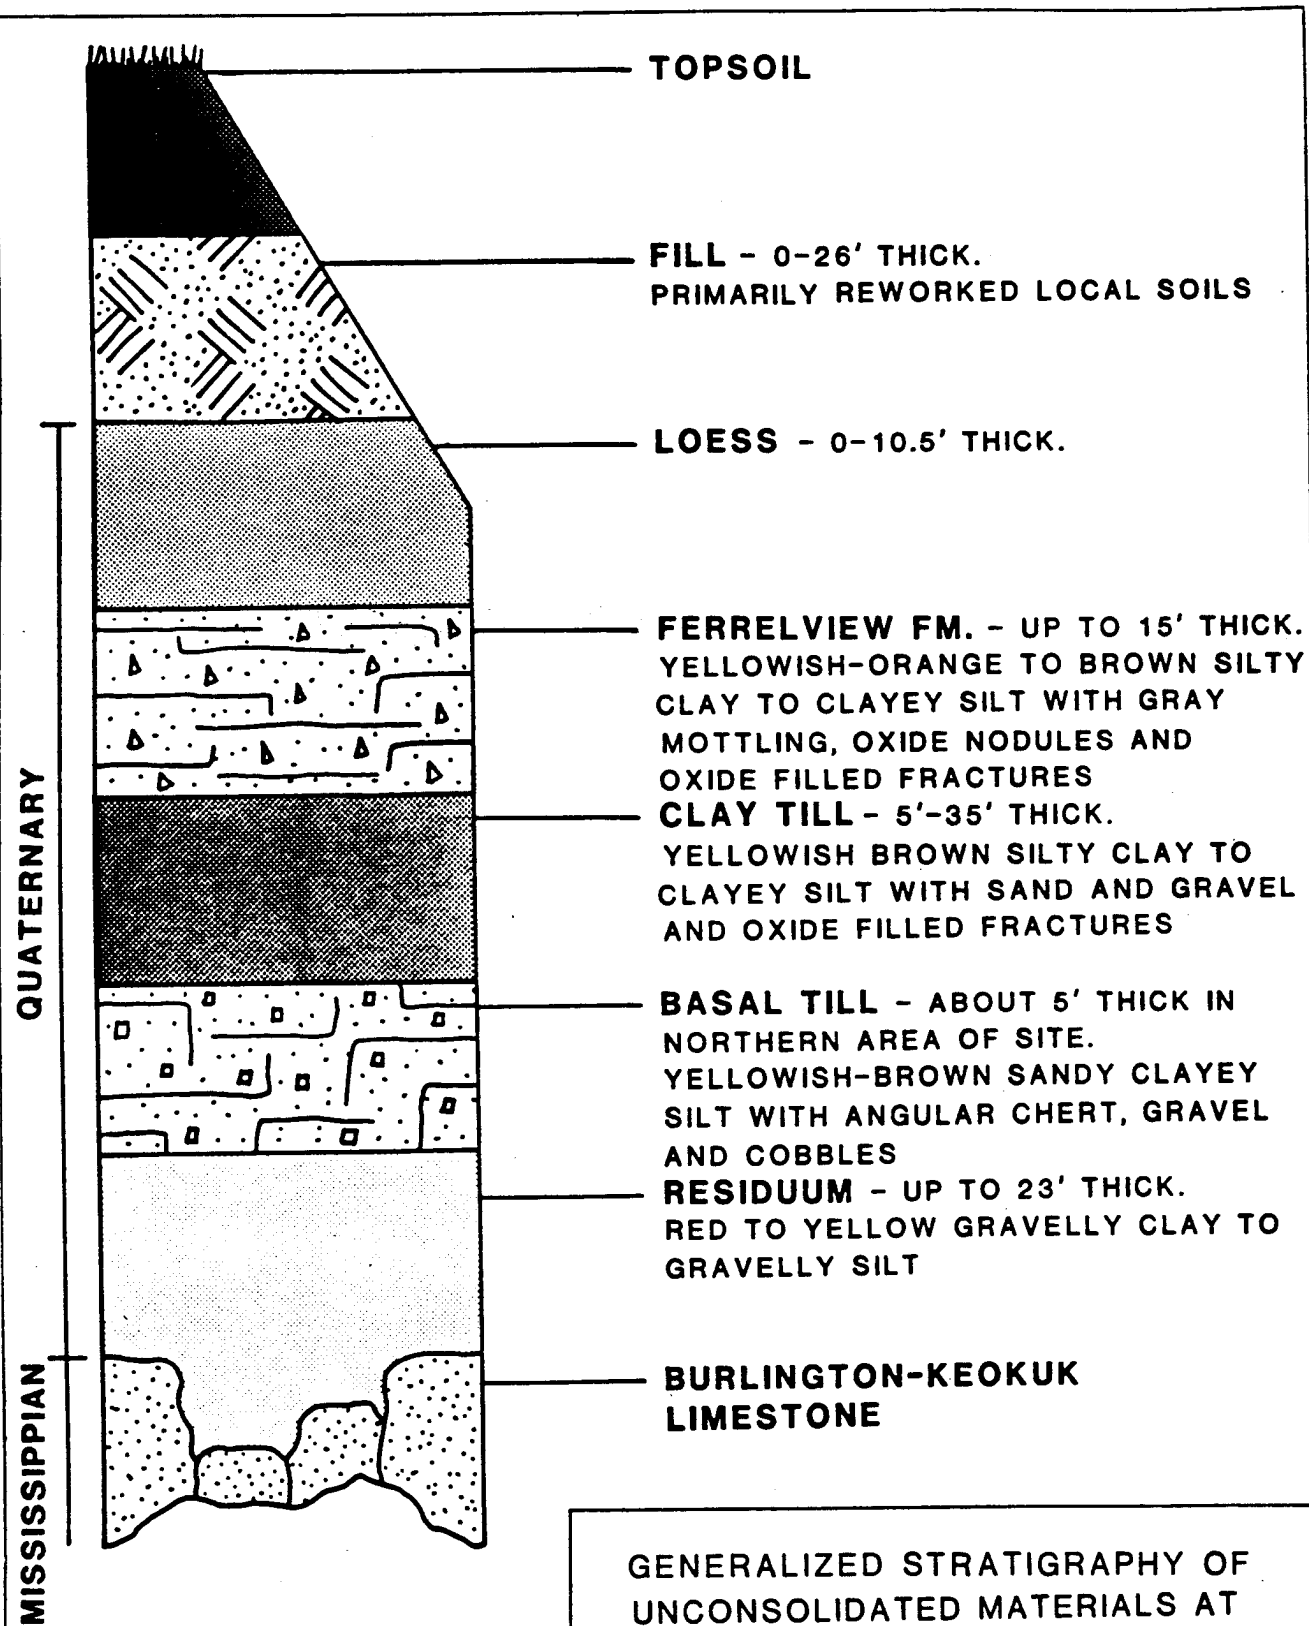 TOPSOIL
FILL - 0-26' THICK.
PRIMARILY REWORKED LOCAL SOILS
LOESS - 0-10.5' THICK.
FERRELVIEW FM. - UP TO 15' THICK.
YELLOWISH-ORANGE TO BROWN SILTY
CLAY TO CLAYEY SILT WITH GRAY
MOTTLING, OXIDE NODULES AND
OXIDE FILLED FRACTURES
CLAY TILL - 5'-35' THICK.
YELLOWISH BROWN SILTY CLAY TO
CLAYEY SILT WITH SAND AND GRAVEL
AND OXIDE FILLED FRACTURES
BASAL TILL - ABOUT 5' THICK IN
NORTHERN AREA OF SITE.
YELLOWISH-BROWN SANDY CLAYEY
SILT WITH ANGULAR CHERT, GRAVEL
AND COBBLES
RESIDUUM - UP TO 23' THICK.
RED TO YELLOW GRAVELLY CLAY TO
GRAVELLY SILT
BURLINGTON-KEOKUK
LIMESTONE
QUATERNARY
MISSISSIPPIAN
GENERALIZED STRATIGRAPHY OF
UNCONSOLIDATED MATERIALS AT